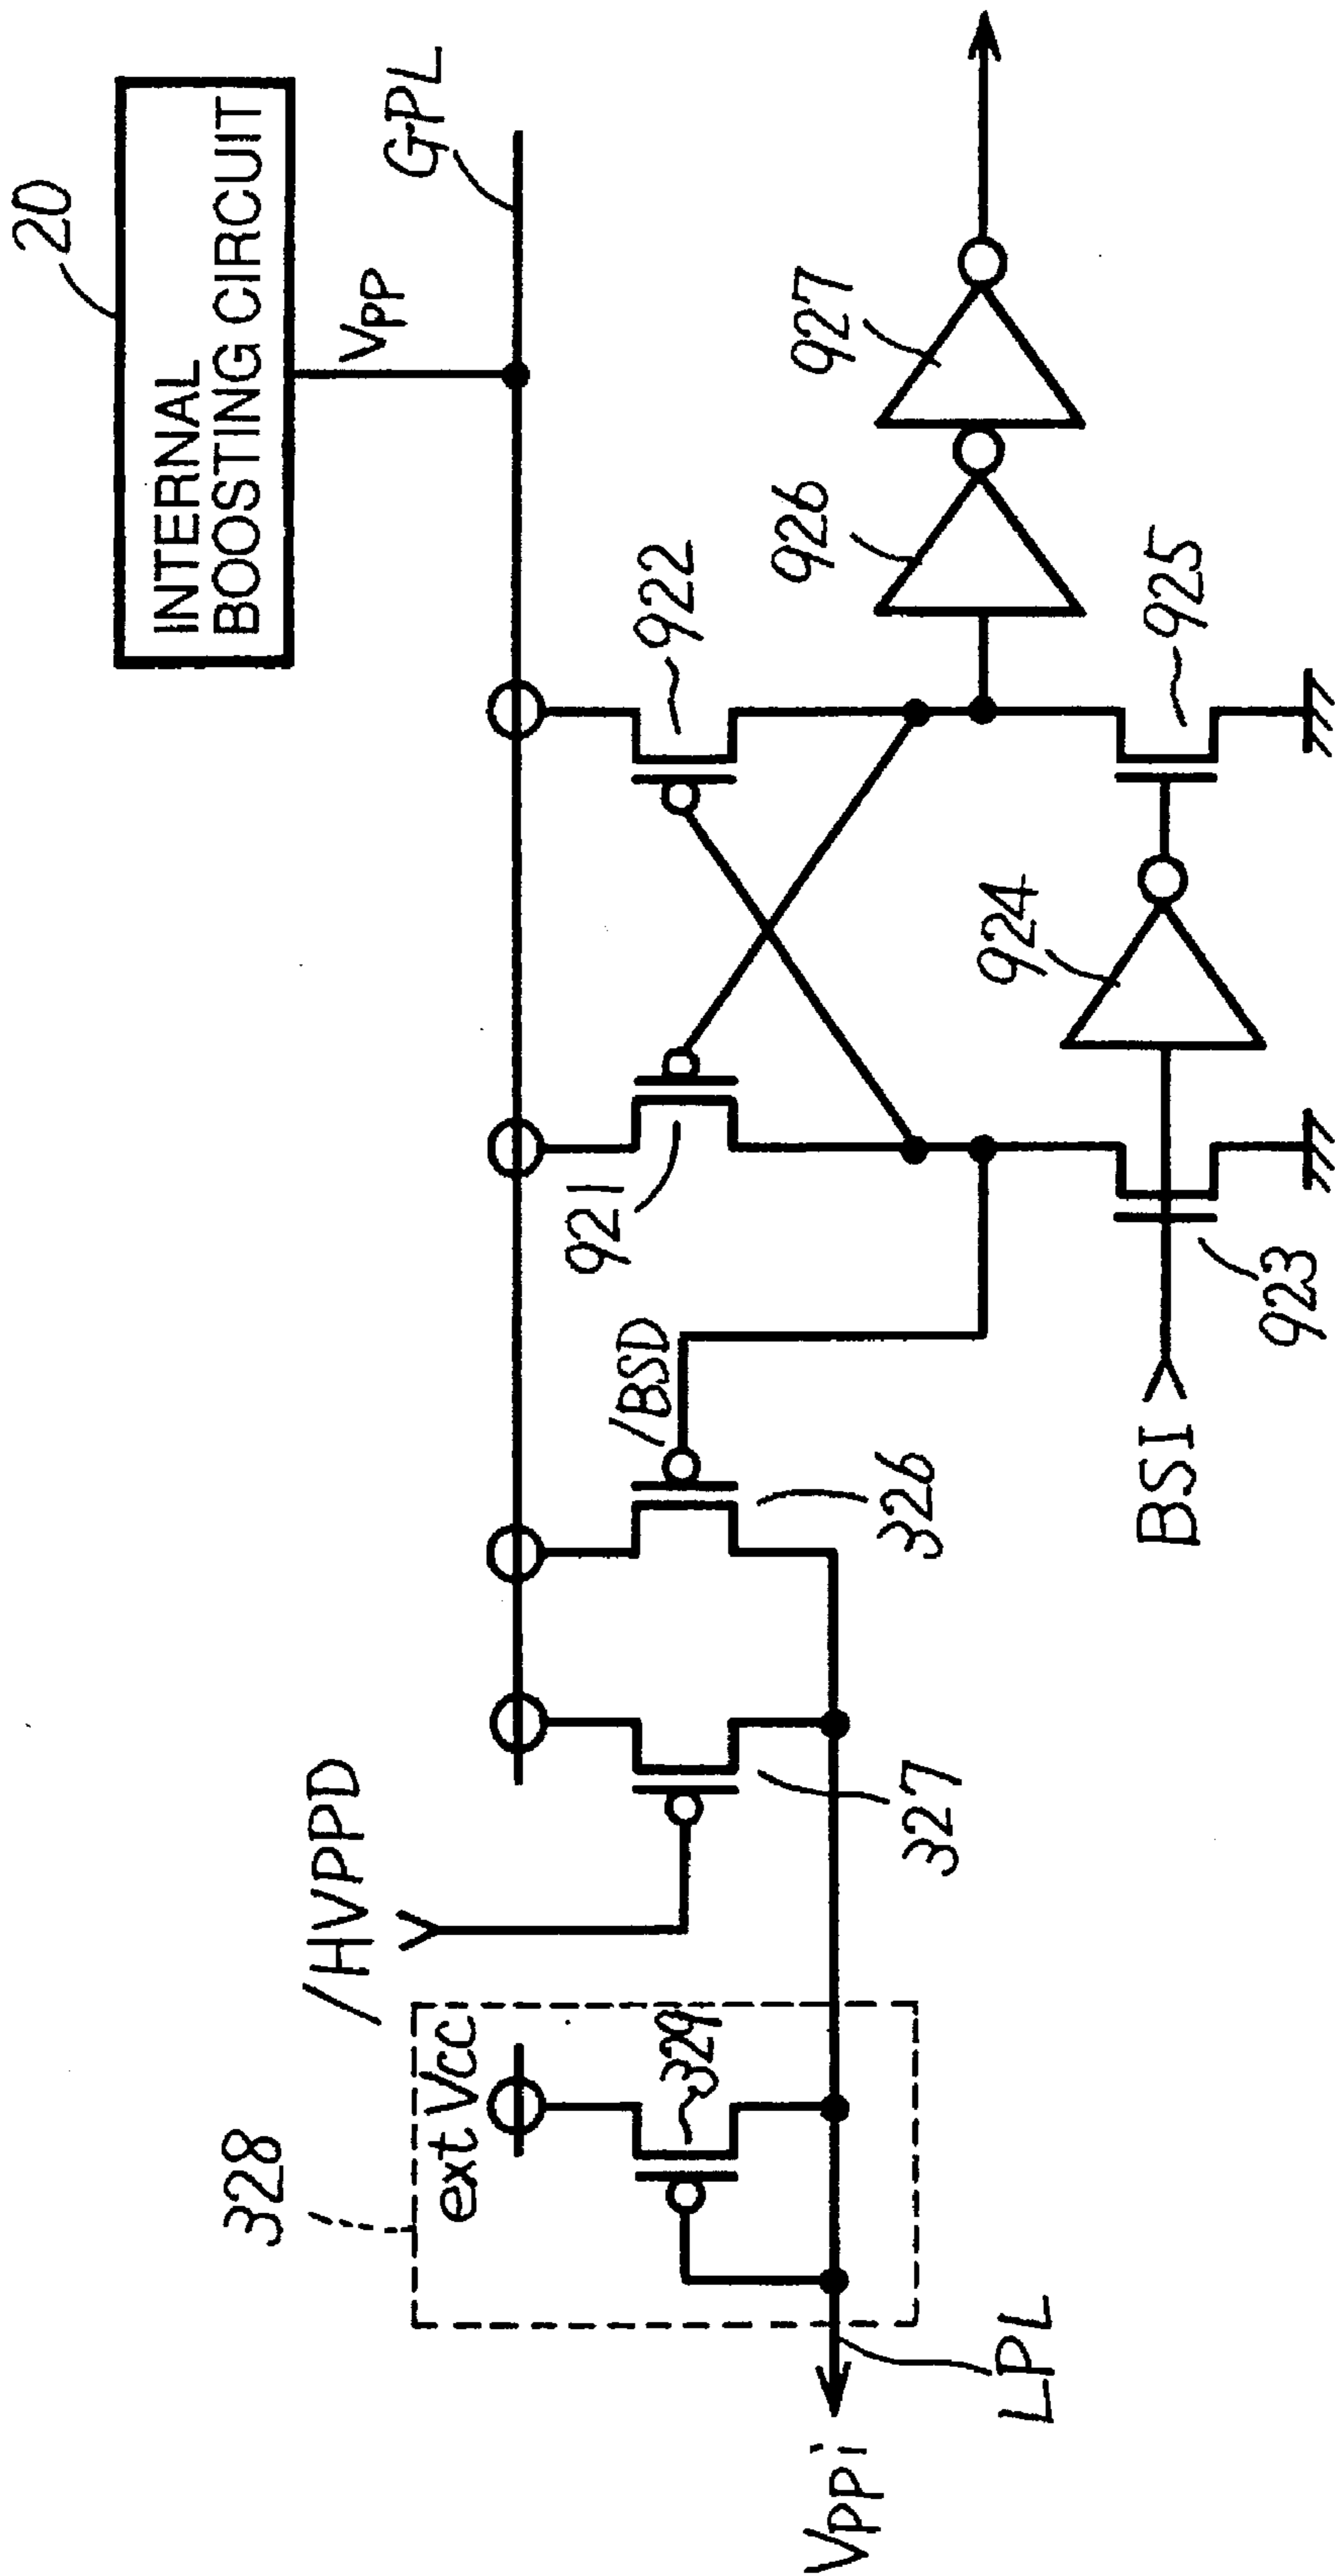 20
INTERNAL
BOOSTING CIRCUIT
VPP
GPL
328
ext Vcc
329
/HVPPD
327
326
/BSD
921
922
926
927
924
925
923
BSI
VPPi
LPL